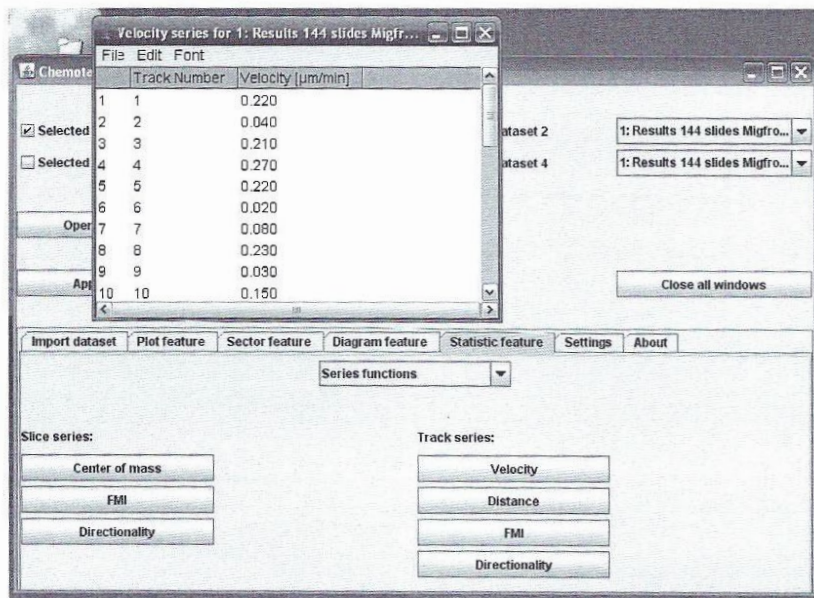 Velocity series for 1: Results 144 slides Migfr...
File Edit Font
Track Number Velocity [µm/min]
1 1 0.220
2 2 0.040
3 3 0.210
4 4 0.270
5 5 0.220
6 6 0.020
7 7 0.080
8 8 0.230
9 9 0.030
10 10 0.150
Chemota
Selected
ataset 2
1: Results 144 slides Migfro...
Selected
ataset 4
1: Results 144 slides Migfro...
Oper
App
Close all windows
Import dataset Plot feature Sector feature Diagram feature Statistic feature Settings About
Series functions
Slice series:
Center of mass
FMI
Directionality
Track series:
Velocity
Distance
FMI
Directionality